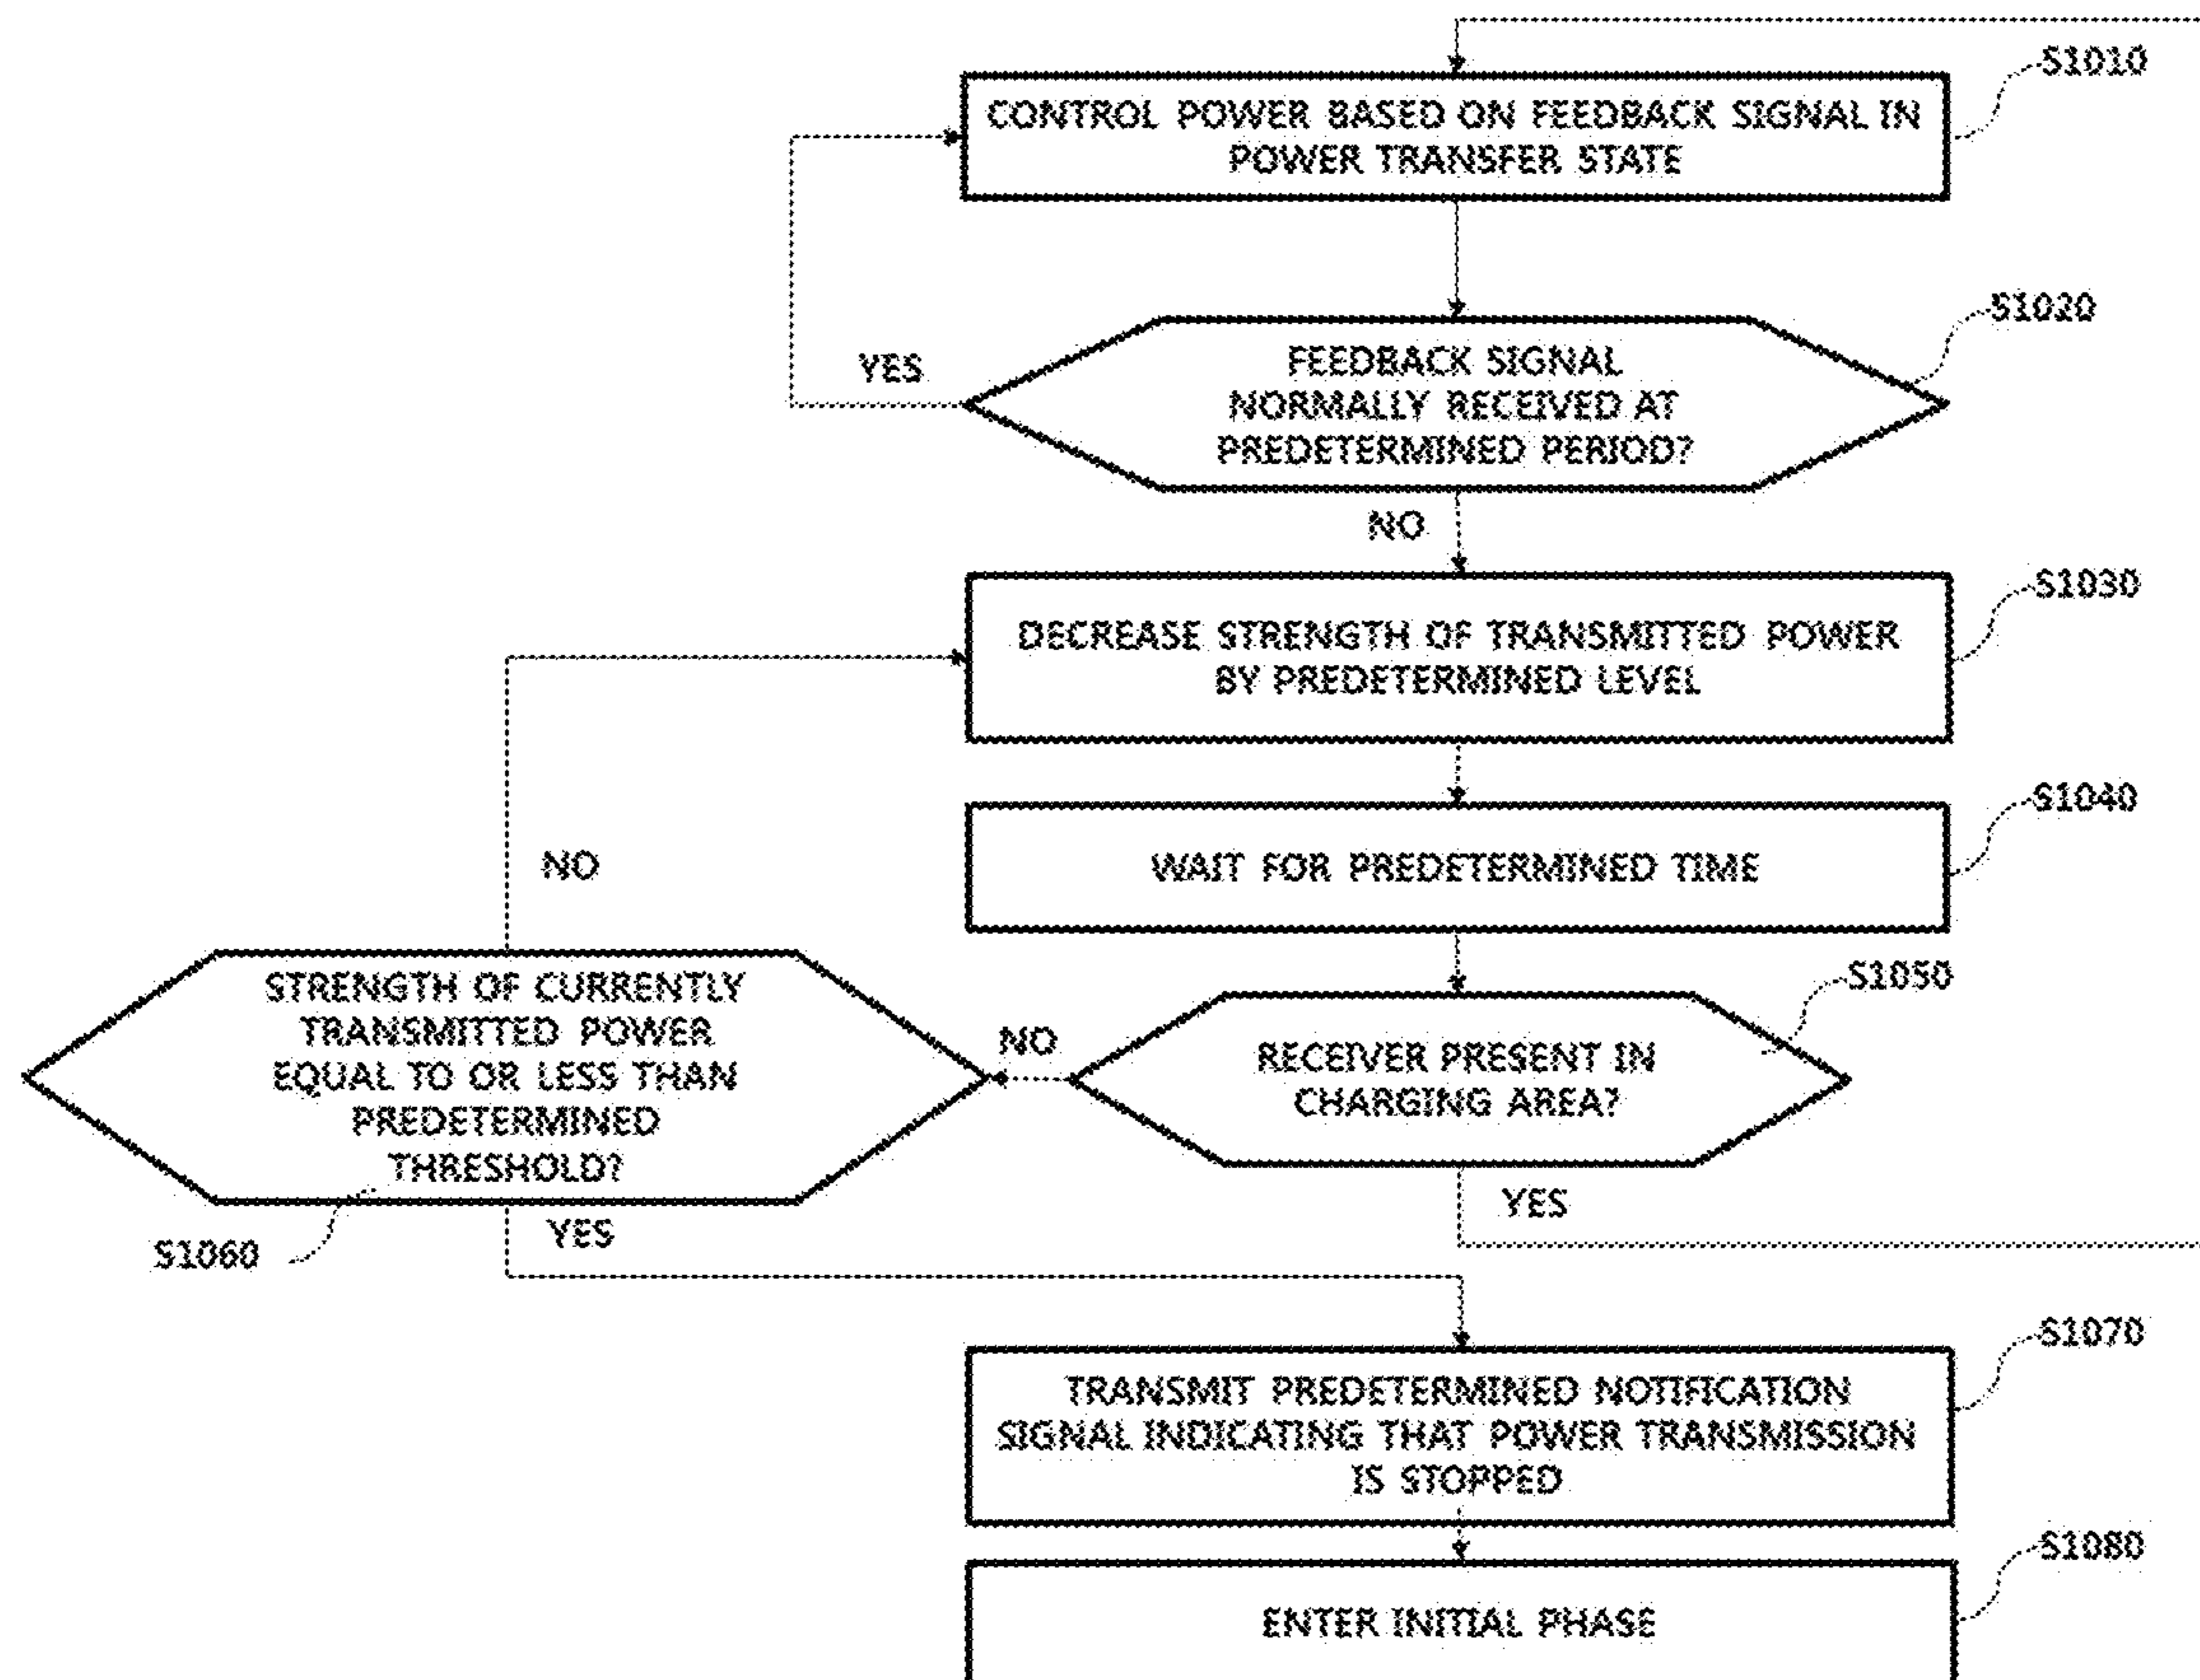 S1010
CONTROL POWER BASED ON FEEDBACK SIGNAL IN
POWER TRANSFER STATE
S1020
YES
FEEDBACK SIGNAL
NORMALLY RECEIVED AT
PREDETERMINED PERIOD?
NO
S1030
DECREASE STRENGTH OF TRANSMITTED POWER
BY PREDETERMINED LEVEL
S1040
WAIT FOR PREDETERMINED TIME
NO
S1050
STRENGTH OF CURRENTLY
TRANSMITTED POWER
EQUAL TO OR LESS THAN
PREDETERMINED
THRESHOLD?
NO
RECEIVER PRESENT IN
CHARGING AREA?
YES
YES
S1060
S1070
TRANSMIT PREDETERMINED NOTIFICATION
SIGNAL INDICATING THAT POWER TRANSMISSION
IS STOPPED
S1080
ENTER INITIAL PHASE